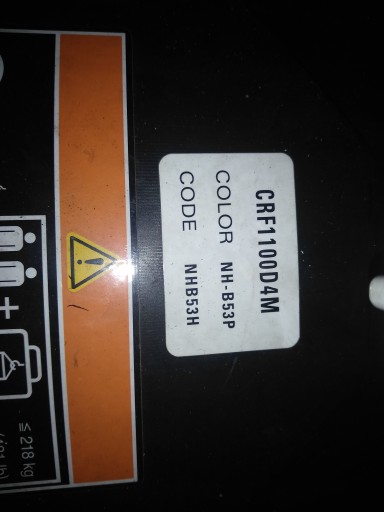 CRF1100D4M
COLOR NH-B53P
CODE NHB53H
+
≤ 218 kg